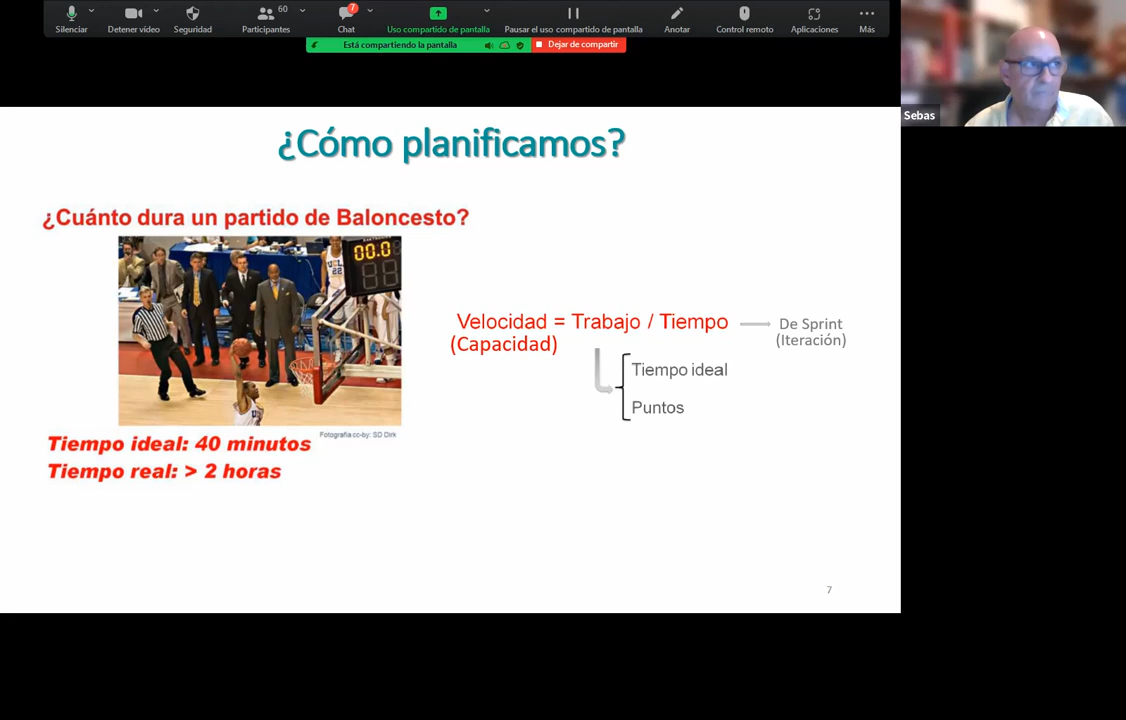 Silenciar
Detener vídeo
Seguridad
60
Participantes
7
Chat
Uso compartido de pantalla
Pausar el uso compartido de pantalla
Anotar
Control remoto
Aplicaciones
Más
Está compartiendo la pantalla
Dejar de compartir
Sebas
¿Cómo planificamos?
¿Cuánto dura un partido de Baloncesto?
00.0
UCLA
22
Fotografía cc-by: SD Dirk
Tiempo ideal: 40 minutos
Tiempo real: > 2 horas
Velocidad = Trabajo / Tiempo
(Capacidad)
De Sprint
(Iteración)
Tiempo ideal
Puntos
7